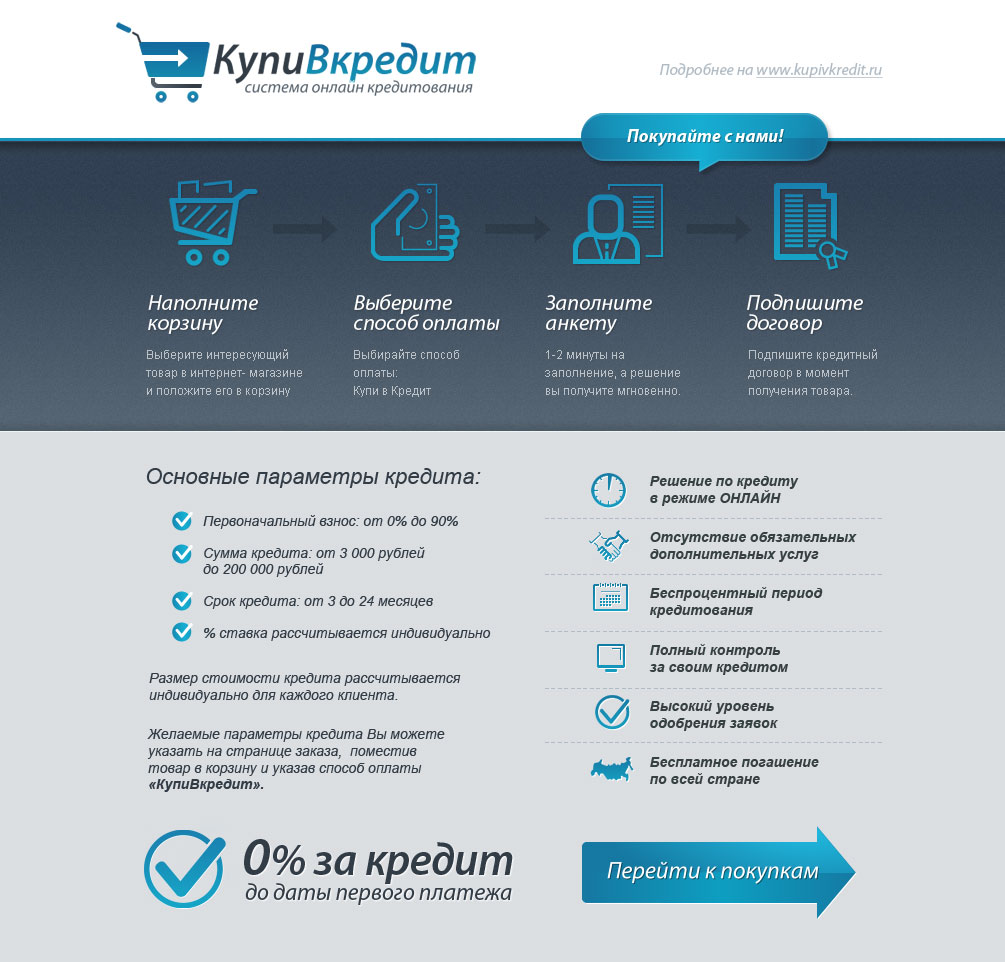 КупиВкредит
система онлайн кредитования
Подробнее на www.kupivkredit.ru
Покупайте с нами!
Наполните
корзину
Выберите интересующий
товар в интернет- магазине
и положите его в корзину
Выберите
способ оплаты
Выбирайте способ
оплаты:
Купи в Кредит
Заполните
анкету
1-2 минуты на
заполнение, а решение
вы получите мгновенно.
Подпишите
договор
Подпишите кредитный
договор в момент
получения товара.
Основные параметры кредита:
Первоначальный взнос: от 0% до 90%
Сумма кредита: от 3 000 рублей
до 200 000 рублей
Срок кредита: от 3 до 24 месяцев
% ставка рассчитывается индивидуально
Размер стоимости кредита рассчитывается
индивидуально для каждого клиента.
Желаемые параметры кредита Вы можете
указать на странице заказа, поместив
товар в корзину и указав способ оплаты
«КупиВкредит».
Решение по кредиту
в режиме ОНЛАЙН
Отсутствие обязательных
дополнительных услуг
Беспроцентный период
кредитования
Полный контроль
за своим кредитом
Высокий уровень
одобрения заявок
Бесплатное погашение
по всей стране
0% за кредит
до даты первого платежа
Перейти к покупкам